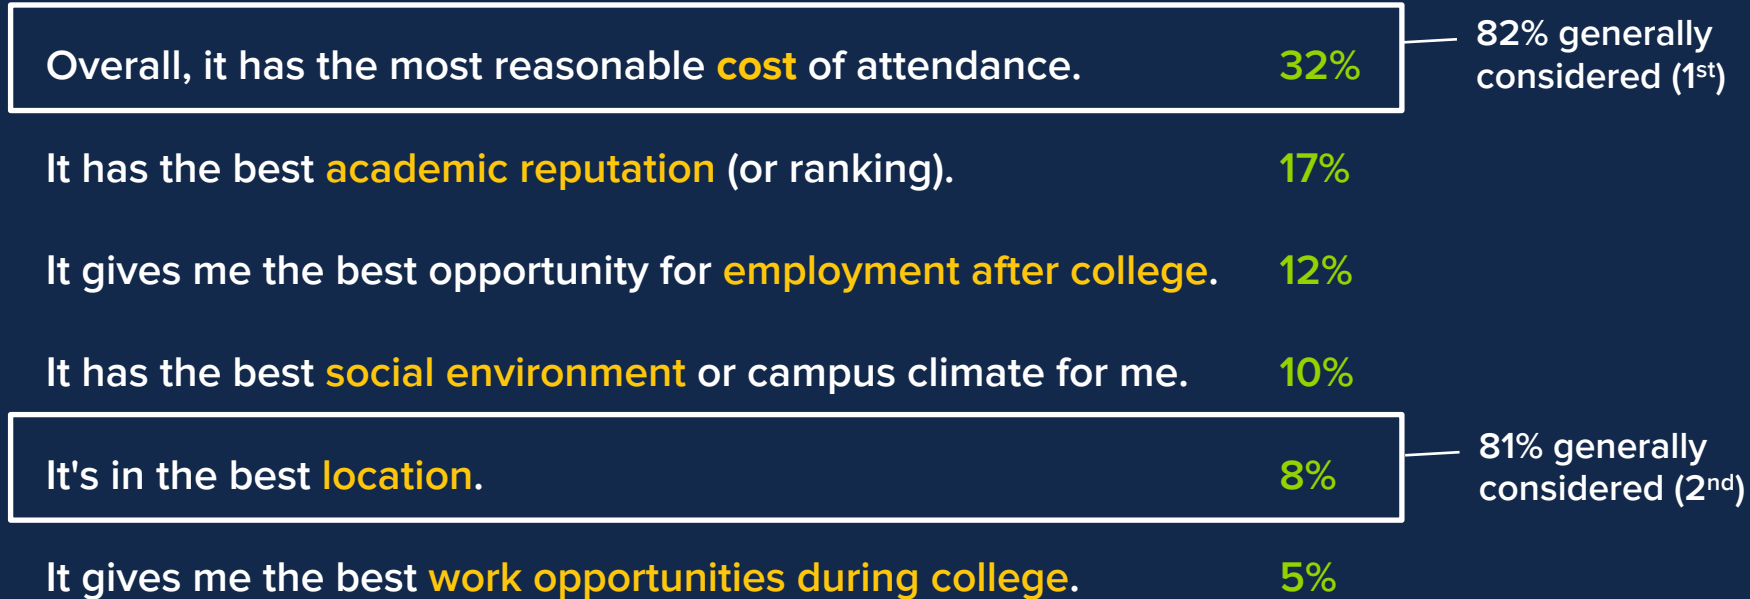 Overall, it has the most reasonable cost of attendance. 32%
82% generally
considered (1st)
It has the best academic reputation (or ranking). 17%
It gives me the best opportunity for employment after college. 12%
It has the best social environment or campus climate for me. 10%
It's in the best location. 8%
81% generally
considered (2nd)
It gives me the best work opportunities during college. 5%